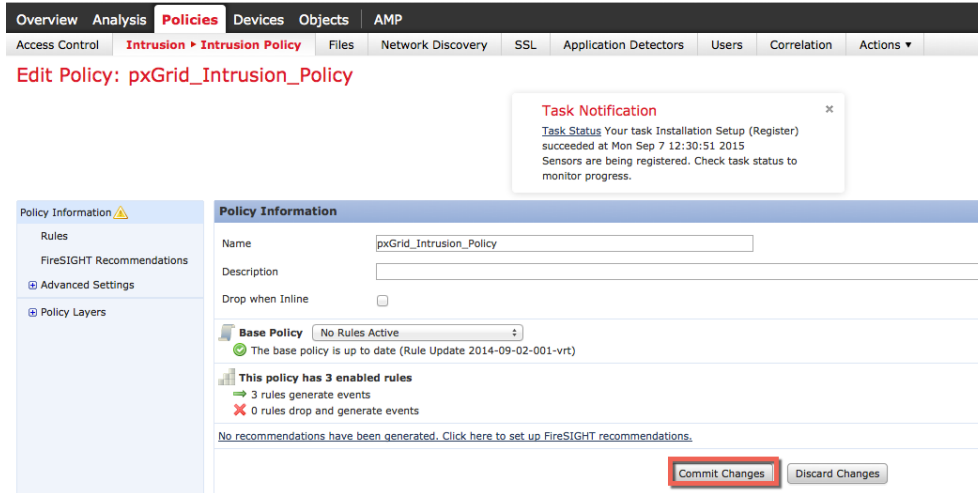 Overview Analysis Policies Devices Objects AMP
Access Control Intrusion ▸ Intrusion Policy Files Network Discovery SSL Application Detectors Users Correlation Actions ▼
Edit Policy: pxGrid_Intrusion_Policy
Task Notification ×
Task Status Your task Installation Setup (Register)
succeeded at Mon Sep 7 12:30:51 2015
Sensors are being registered. Check task status to
monitor progress.
Policy Information
Rules
FireSIGHT Recommendations
Advanced Settings
Policy Layers
Policy Information
Name pxGrid_Intrusion_Policy
Description
Drop when Inline
Base Policy No Rules Active
The base policy is up to date (Rule Update 2014-09-02-001-vrt)
This policy has 3 enabled rules
3 rules generate events
0 rules drop and generate events
No recommendations have been generated. Click here to set up FireSIGHT recommendations.
Commit Changes Discard Changes